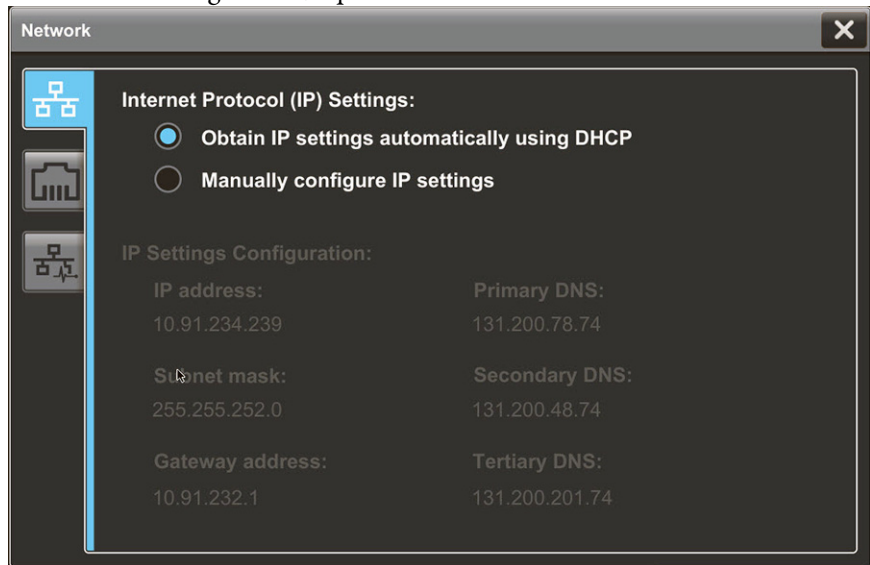 Network
Internet Protocol (IP) Settings:
Obtain IP settings automatically using DHCP
Manually configure IP settings
IP Settings Configuration:
IP address:
10.91.234.239
Primary DNS:
131.200.78.74
Subnet mask:
255.255.252.0
Secondary DNS:
131.200.48.74
Gateway address:
10.91.232.1
Tertiary DNS:
131.200.201.74